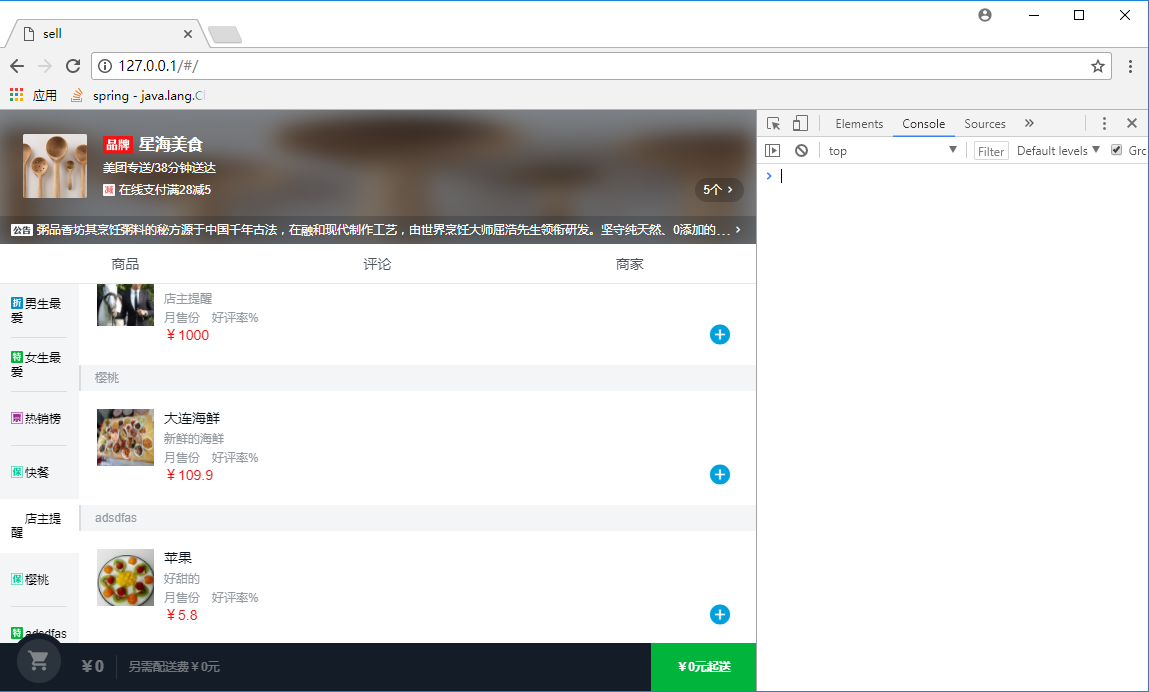 sell
127.0.0.1/#/
应用 spring - java.lang.Cl
品牌 星海美食
美团专送/38分钟送达
减 在线支付满28减5
5个
公告 粥品香坊其烹饪粥料的秘方源于中国千年古法，在融和现代制作工艺，由世界烹饪大师屈浩先生领衔研发。坚守纯天然、0添加的...
商品 评论 商家
折 男生最爱
特 女生最爱
票 热销榜
保 快餐
店主提醒
保 樱桃
特 adsdfas
店主提醒
月售份 好评率%
￥1000
樱桃
大连海鲜
新鲜的海鲜
月售份 好评率%
￥109.9
adsdfas
苹果
好甜的
月售份 好评率%
￥5.8
￥0 另需配送费￥0元 ￥0元起送
Elements Console Sources
top Filter Default levels Gro